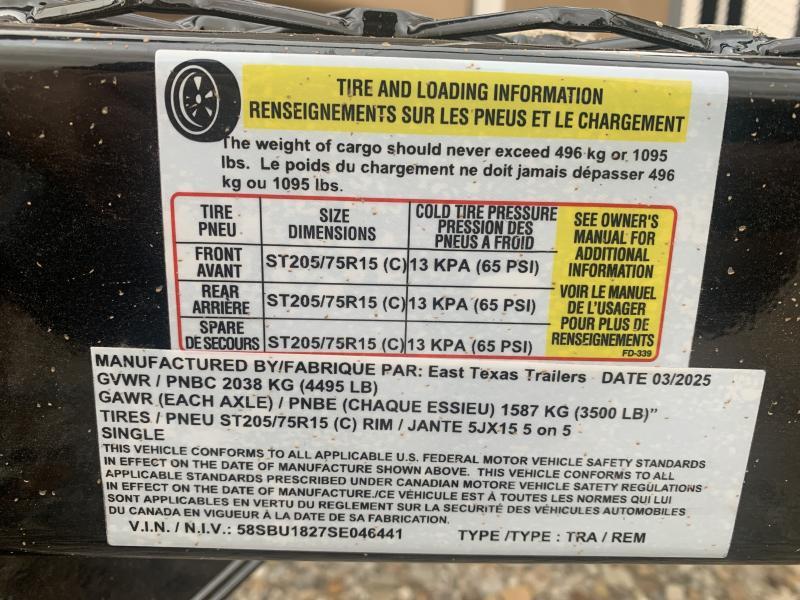 TIRE AND LOADING INFORMATION
RENSEIGNEMENTS SUR LES PNEUS ET LE CHARGEMENT
The weight of cargo should never exceed 496 kg or 1095
lbs. Le poids du chargement ne doit jamais dépasser 496
kg ou 1095 lbs.
TIRE
PNEU
SIZE
DIMENSIONS
COLD TIRE PRESSURE
PRESSION DES
PNEUS A FROID
SEE OWNER'S
MANUAL FOR
ADDITIONAL
INFORMATION
VOIR LE MANUEL
DE L'USAGER
POUR PLUS DE
RENSEIGNEMENTS
FD-339
FRONT
AVANT
ST205/75R15 (C) 13 KPA (65 PSI)
REAR
ARRIÈRE
ST205/75R15 (C) 13 KPA (65 PSI)
SPARE
DE SECOURS
ST205/75R15 (C) 13 KPA (65 PSI)
MANUFACTURED BY/FABRIQUE PAR: East Texas Trailers DATE 03/2025
GVWR / PNBC 2038 KG (4495 LB)
GAWR (EACH AXLE) / PNBE (CHAQUE ESSIEU) 1587 KG (3500 LB)"
TIRES / PNEU ST205/75R15 (C) RIM / JANTE 5JX15 5 on 5
SINGLE
THIS VEHICLE CONFORMS TO ALL APPLICABLE U.S. FEDERAL MOTOR VEHICLE SAFETY STANDARDS
IN EFFECT ON THE DATE OF MANUFACTURE SHOWN ABOVE. THIS VEHICLE CONFORMS TO ALL
APPLICABLE STANDARDS PRESCRIBED UNDER CANADIAN MOTORE VEHICLE SAFETY REGULATIONS
IN EFFECT ON THE DATE OF MANUFACTURE./CE VÉHICULE EST À TOUTES LES NORMES QUI LUI
SONT APPLICABLES EN VERTU DU REGLEMENT SUR LA SECURITÉ DES VÉHICULES AUTOMOBILES
DU CANADA EN VIGUEUR À LA DATE DE SA FABRICATION.
V.I.N. / N.I.V.: 58SBU1827SE046441 TYPE /TYPE : TRA / REM